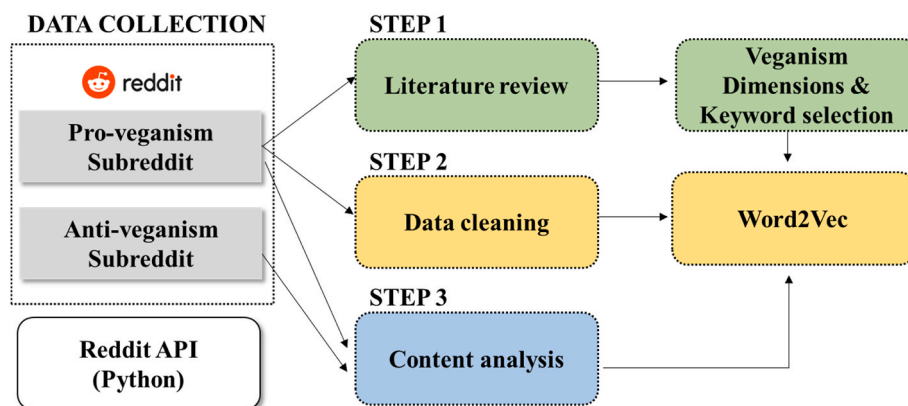 DATA COLLECTION
reddit
Pro-veganism
Subreddit
Anti-veganism
Subreddit
Reddit API
(Python)
STEP 1
Literature review
Veganism
Dimensions &
Keyword selection
STEP 2
Data cleaning
Word2Vec
STEP 3
Content analysis